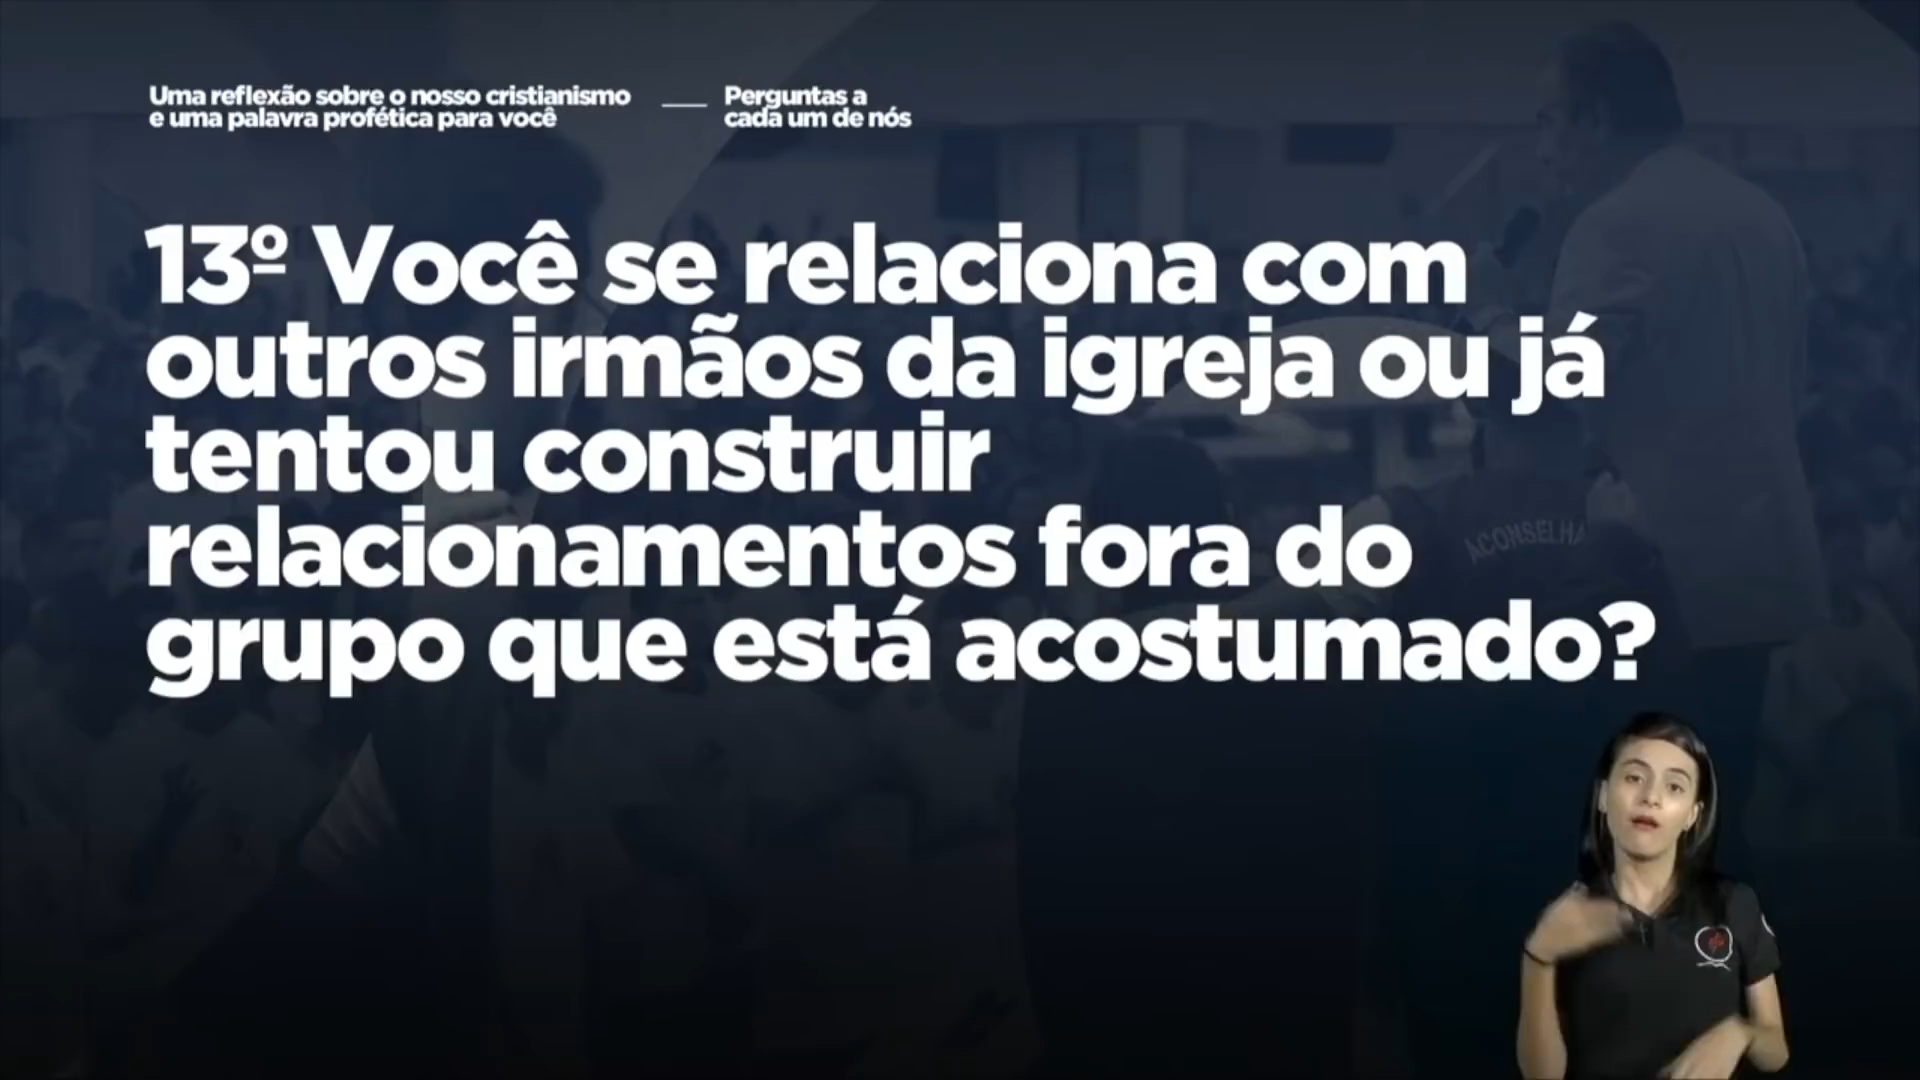 Uma reflexão sobre o nosso cristianismo
e uma palavra profética para você
Perguntas a
cada um de nós
13º Você se relaciona com
outros irmãos da igreja ou já
tentou construir
relacionamentos fora do
grupo que está acostumado?
ACONSELHA